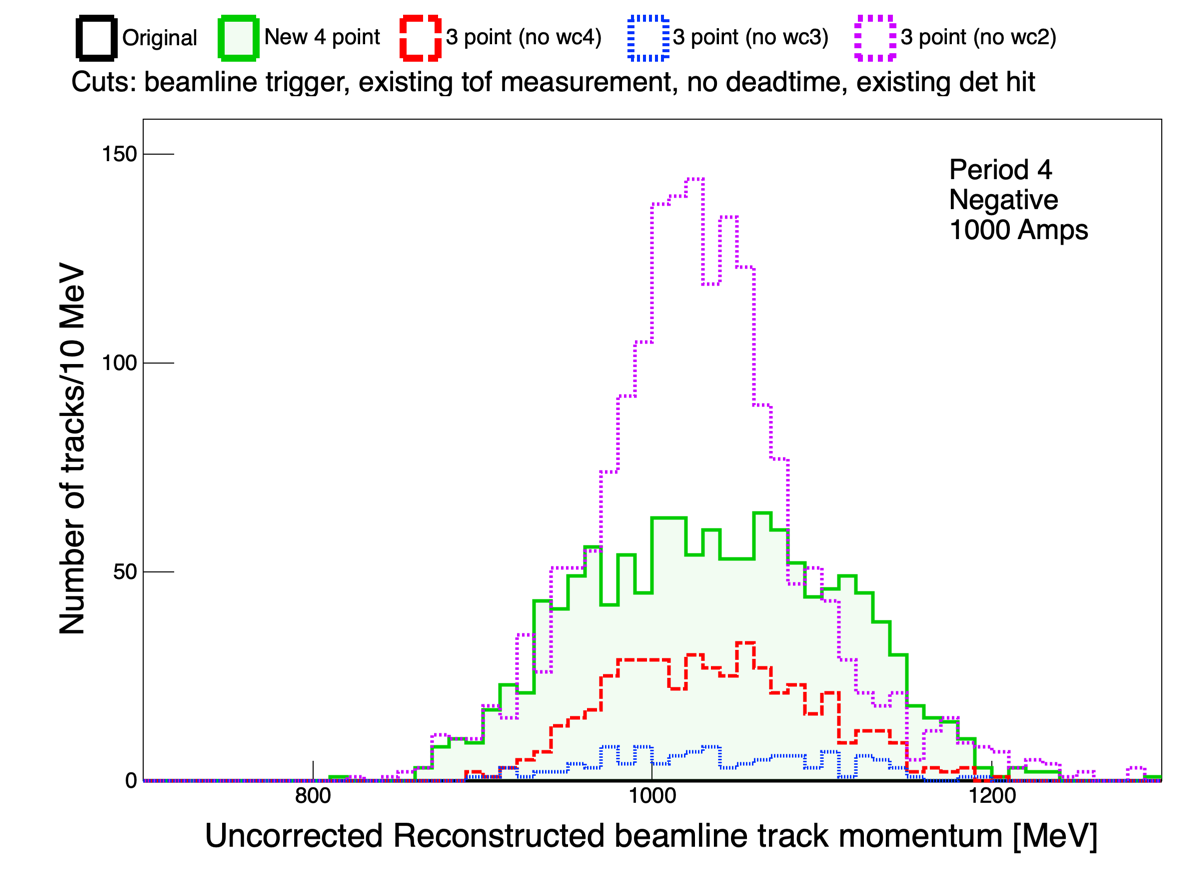 Original New 4 point 3 point (no wc4) 3 point (no wc3) 3 point (no wc2)
Cuts: beamline trigger, existing tof measurement, no deadtime, existing det hit
Period 4
Negative
1000 Amps
Number of tracks/10 MeV
150
100
50
0
800 1000 1200
Uncorrected Reconstructed beamline track momentum [MeV]